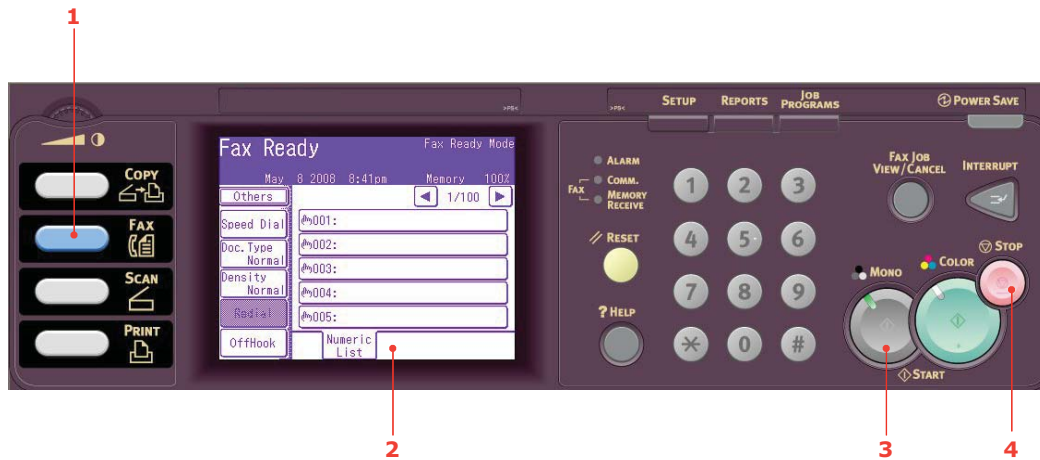 1
>PS<
>PS<
SETUP
REPORTS
JOB
PROGRAMS
POWER SAVE
COPY
FAX
SCAN
PRINT
Fax Ready
Fax Ready Mode
May 8 2008 8:41pm
Memory 100%
Others
1/100
Speed Dial
001:
Doc.Type
Normal
002:
003:
Density
Normal
004:
Redial
005:
OffHook
Numeric
List
ALARM
FAX
COMM.
MEMORY
RECEIVE
RESET
? HELP
1 2 3
4 5 6
7 8 9
* 0 #
FAX JOB
VIEW/CANCEL
INTERRUPT
STOP
MONO
COLOR
START
2
3
4